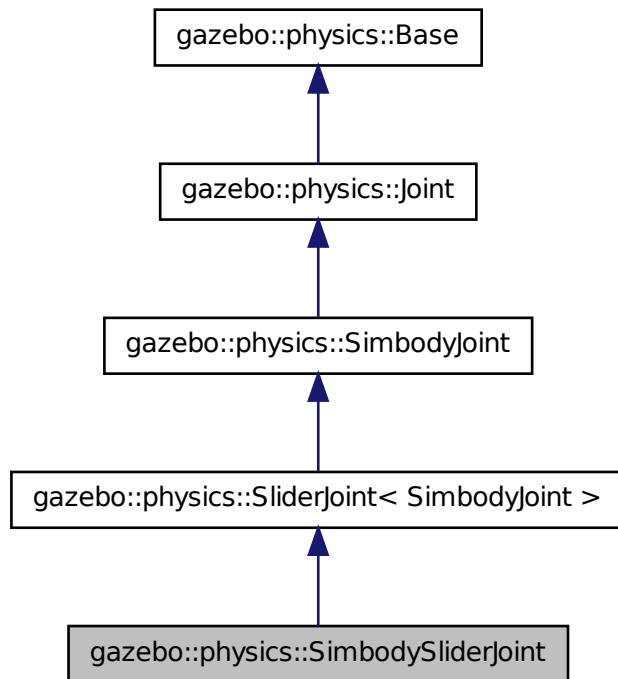 gazebo::physics::Base
gazebo::physics::Joint
gazebo::physics::SimbodyJoint
gazebo::physics::SliderJoint< SimbodyJoint >
gazebo::physics::SimbodySliderJoint